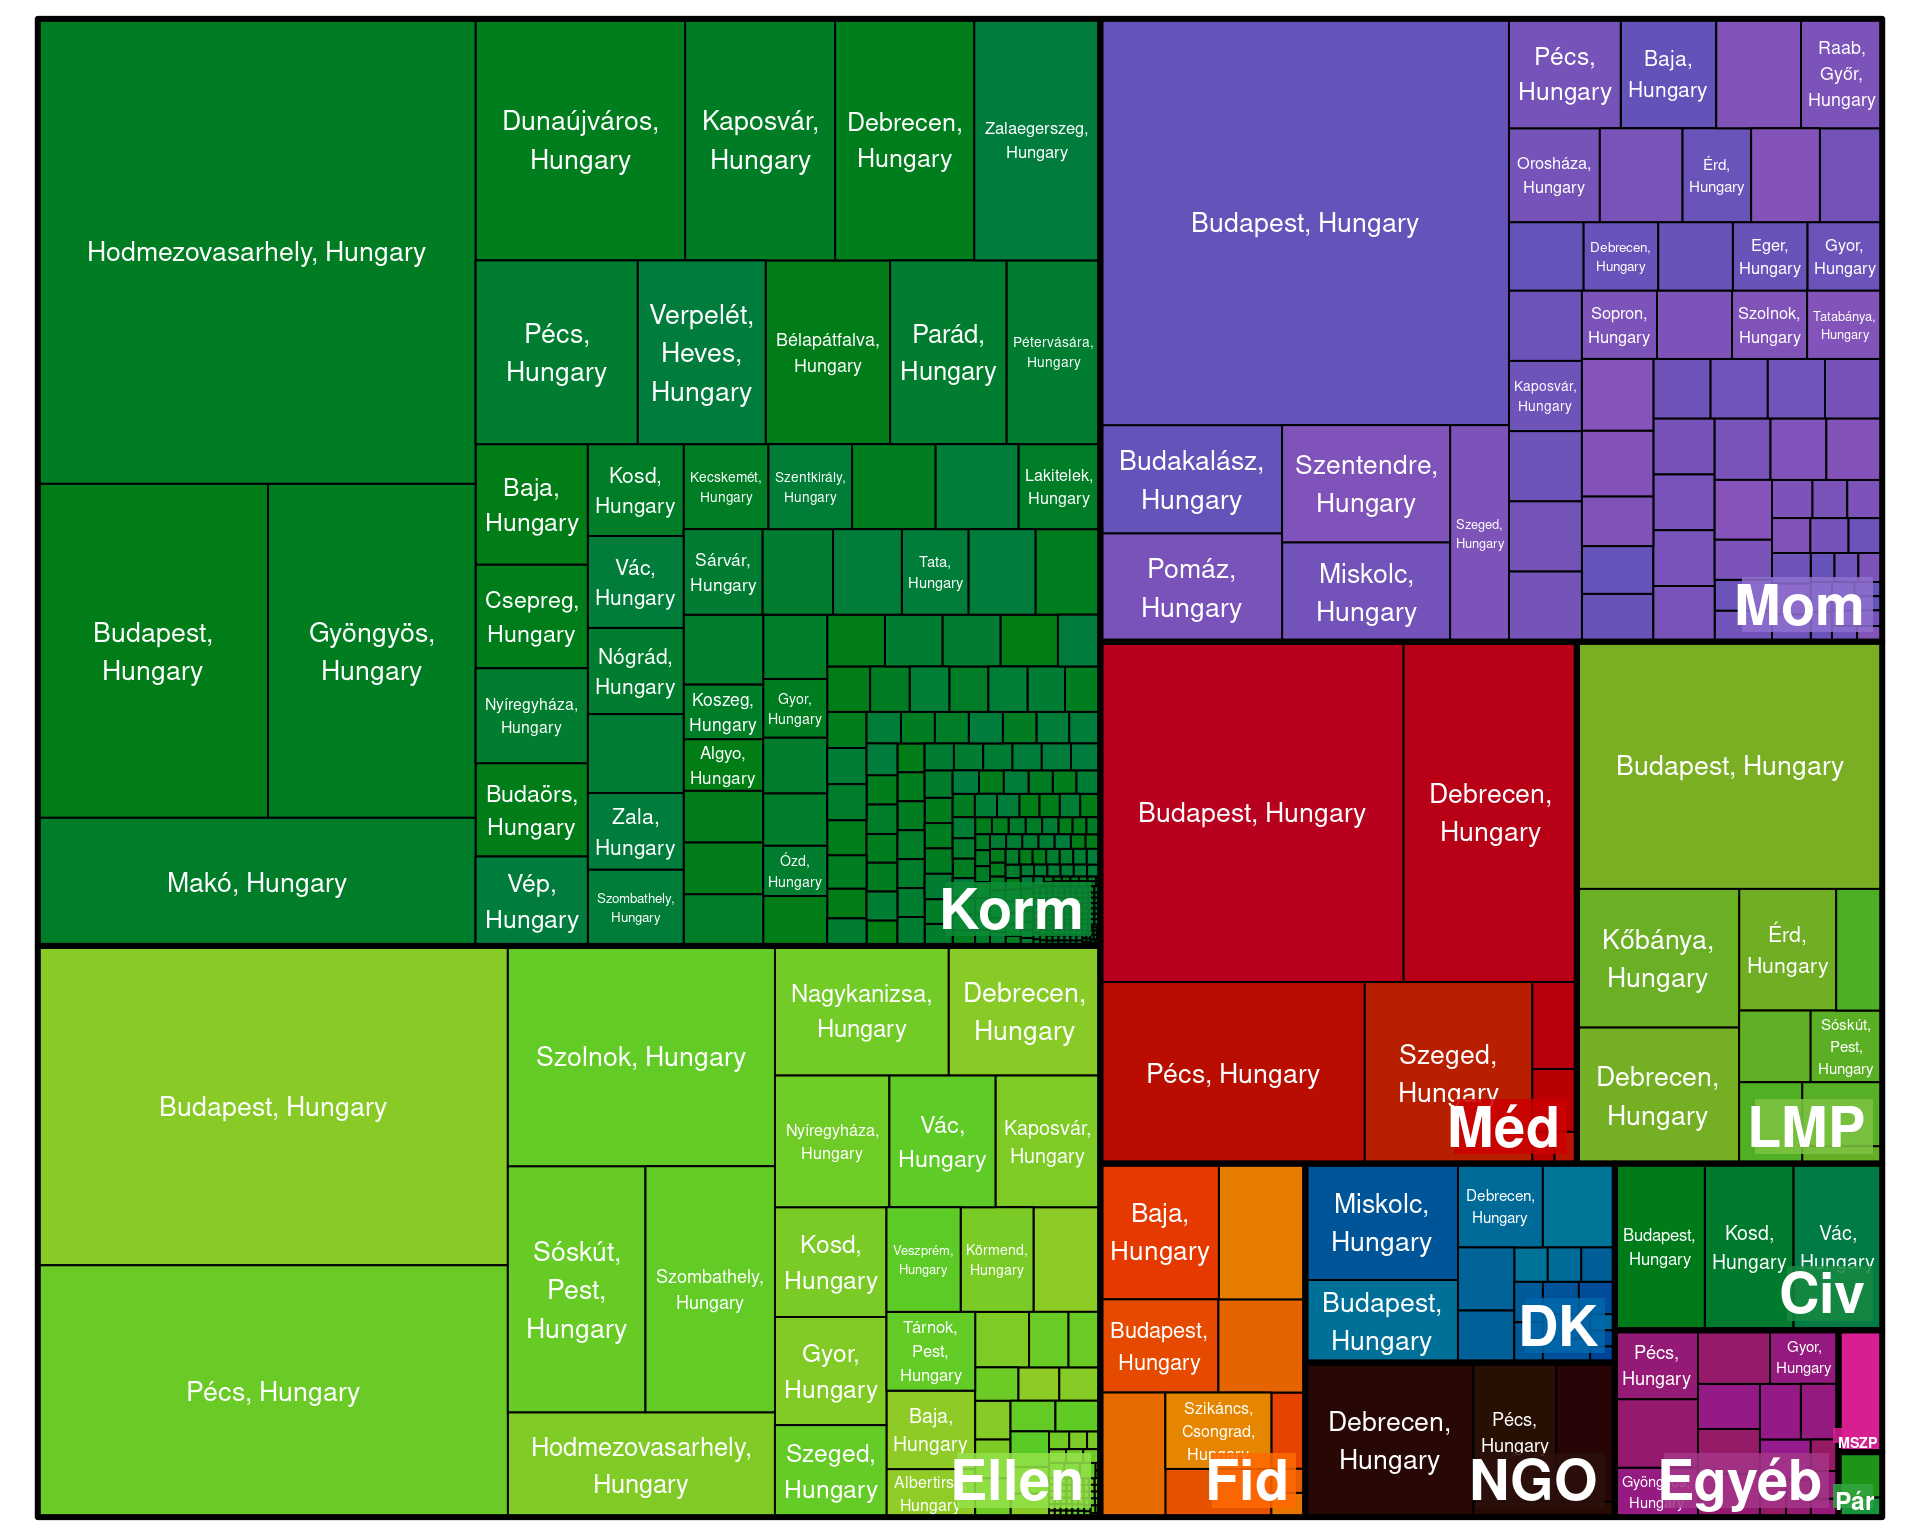 Hodmezovasarhely, Hungary
Dunaújváros,
Hungary
Kaposvár,
Hungary
Debrecen,
Hungary
Zalaegerszeg,
Hungary
Pécs,
Hungary
Verpelét,
Heves,
Hungary
Bélapátfalva,
Hungary
Parád,
Hungary
Pétervására,
Hungary
Budapest,
Hungary
Gyöngyös,
Hungary
Makó, Hungary
Baja,
Hungary
Kosd,
Hungary
Kecskemét,
Hungary
Szentkirály,
Hungary
Lakitelek,
Hungary
Csepreg,
Hungary
Vác,
Hungary
Sárvár,
Hungary
Tata,
Hungary
Nógrád,
Hungary
Nyíregyháza,
Hungary
Koszeg,
Hungary
Gyor,
Hungary
Algyo,
Hungary
Budaörs,
Hungary
Zala,
Hungary
Ózd,
Hungary
Vép,
Hungary
Szombathely,
Hungary
Korm
Budapest, Hungary
Pécs,
Hungary
Baja,
Hungary
Raab,
Győr,
Hungary
Orosháza,
Hungary
Érd,
Hungary
Debrecen,
Hungary
Eger,
Hungary
Gyor,
Hungary
Sopron,
Hungary
Szolnok,
Hungary
Tatabánya,
Hungary
Kaposvár,
Hungary
Budakalász,
Hungary
Szentendre,
Hungary
Szeged,
Hungary
Pomáz,
Hungary
Miskolc,
Hungary
Mom
Budapest, Hungary
Debrecen,
Hungary
Pécs, Hungary
Szeged,
Hungary
Méd
Budapest, Hungary
Kőbánya,
Hungary
Érd,
Hungary
Debrecen,
Hungary
Sóskút,
Pest,
Hungary
LMP
Budapest, Hungary
Pécs, Hungary
Szolnok, Hungary
Nagykanizsa,
Hungary
Debrecen,
Hungary
Nyíregyháza,
Hungary
Vác,
Hungary
Kaposvár,
Hungary
Sóskút,
Pest,
Hungary
Szombathely,
Hungary
Hodmezovasarhely,
Hungary
Kosd,
Hungary
Veszprém,
Hungary
Körmend,
Hungary
Gyor,
Hungary
Tárnok,
Pest,
Hungary
Baja,
Hungary
Szeged,
Hungary
Hungary
Ellen
Baja,
Hungary
Budapest,
Hungary
Szikáncs,
Csongrad,
Hungary
Fid
Miskolc,
Hungary
Debrecen,
Hungary
Budapest,
Hungary
DK
Debrecen,
Hungary
Pécs,
Hungary
NGO
Budapest,
Hungary
Kosd,
Hungary
Vác,
Hungary
Civ
Pécs,
Hungary
Gyor,
Hungary
Hungary
Egyéb
MSZP
Pár